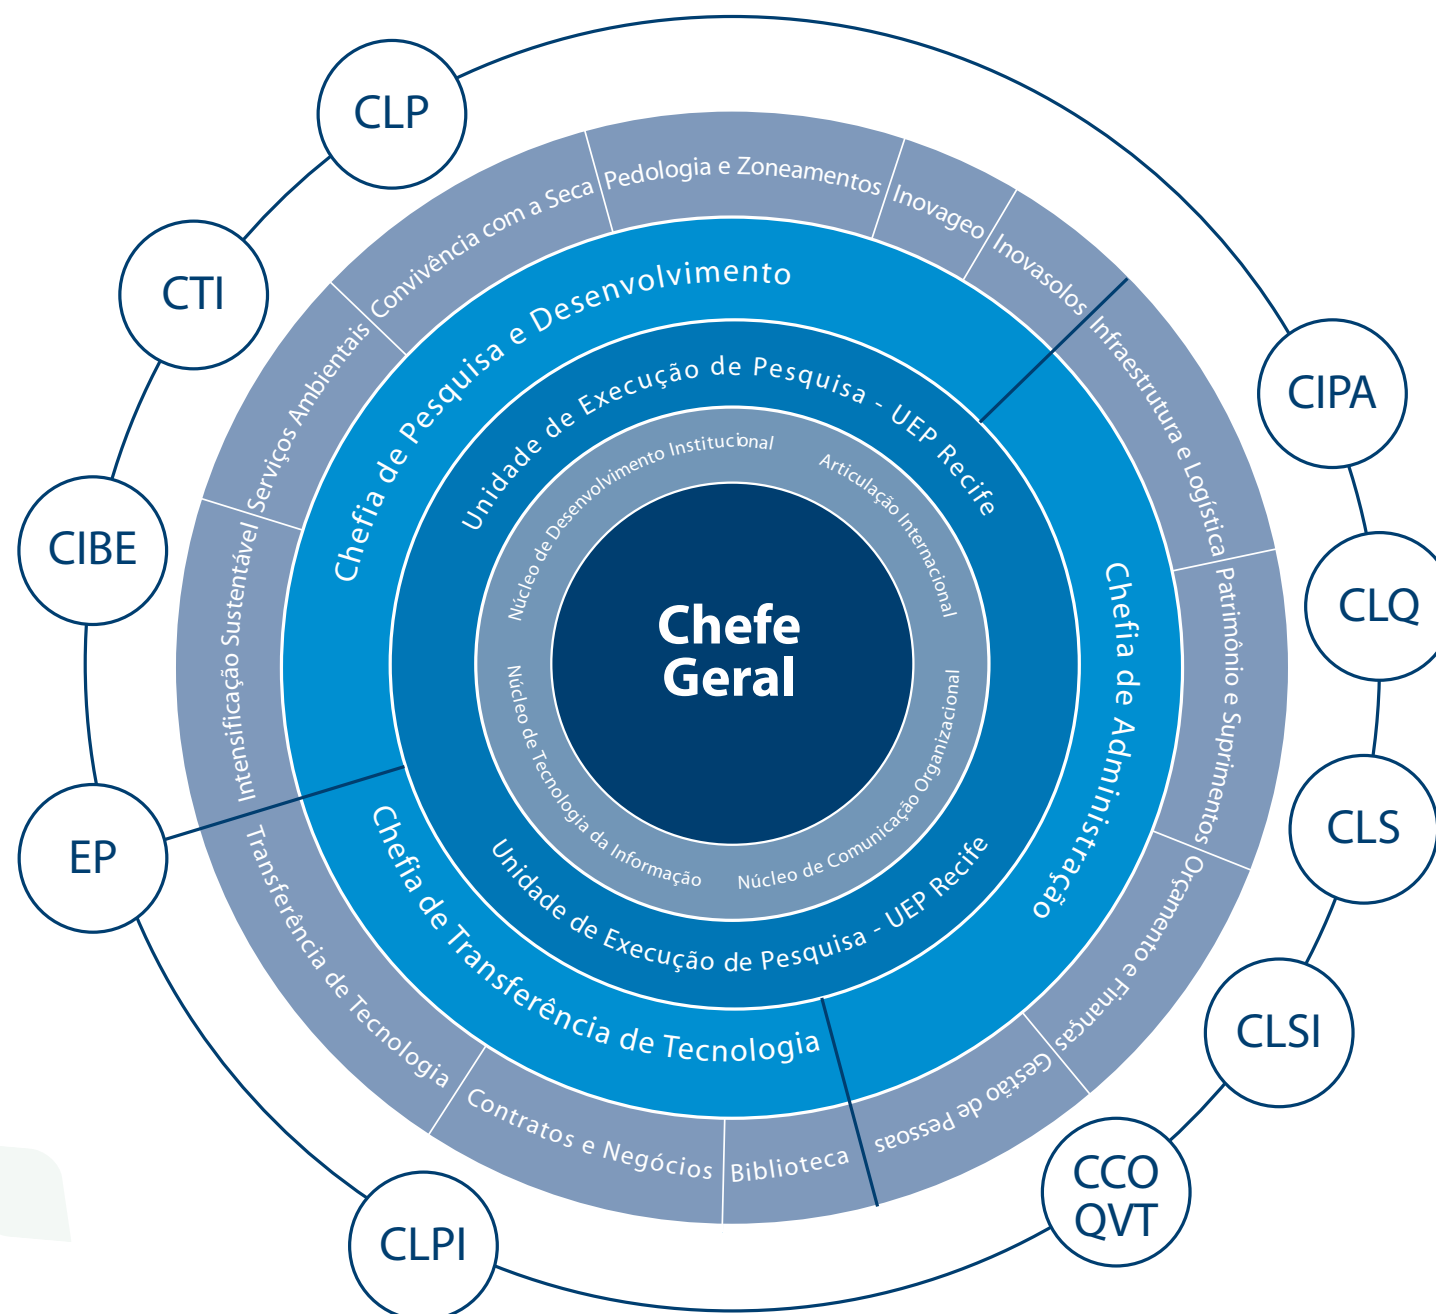 CLP
CTI
CIBE
EP
CLPI
CCO
QVT
CLSI
CLS
CLQ
CIPA
Intensificação Sustentável
Serviços Ambientais
Convivência com a Seca
Pedologia e Zoneamentos
Inovageo
Inovasolos
Infraestrutura e Logística
Patrimônio e Suprimentos
Orçamento e Finanças
Gestão de Pessoas
Biblioteca
Contratos e Negócios
Transferência de Tecnologia
Chefia de Pesquisa e Desenvolvimento
Chefia de Administração
Chefia de Transferência de Tecnologia
Unidade de Execução de Pesquisa - UEP Recife
Unidade de Execução de Pesquisa - UEP Recife
Núcleo de Desenvolvimento Institucional
Articulação Internacional
Núcleo de Comunicação Organizacional
Núcleo de Tecnologia da Informação
Chefe
Geral